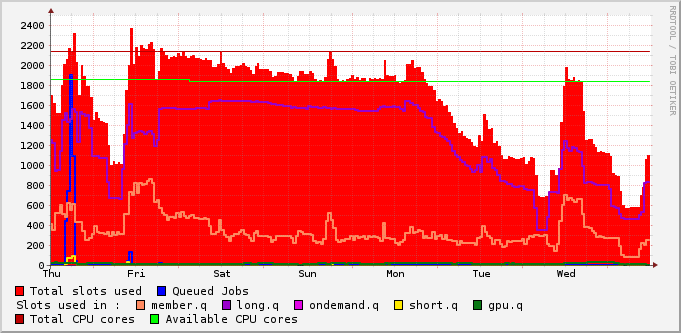 RRDTOOL / TOBI OETIKER
2400
2200
2000
1800
1600
1400
1200
1000
800
600
400
200
0
Thu Fri Sat Sun Mon Tue Wed
Total slots used Queued Jobs
Slots used in : member.q long.q ondemand.q short.q gpu.q
Total CPU cores Available CPU cores